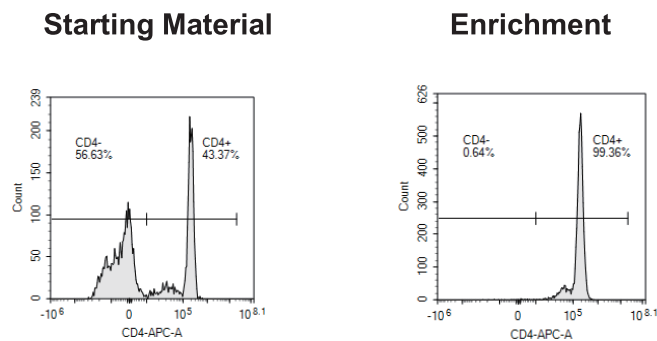 Starting Material
Enrichment
239
200
150
100
50
0
Count
CD4-
56.63%
CD4+
43.37%
-10 6
0
10 5
10 8.1
CD4-APC-A
626
500
400
300
200
100
0
Count
CD4-
0.64%
CD4+
99.36%
-10 6
0
10 5
10 8.1
CD4-APC-A